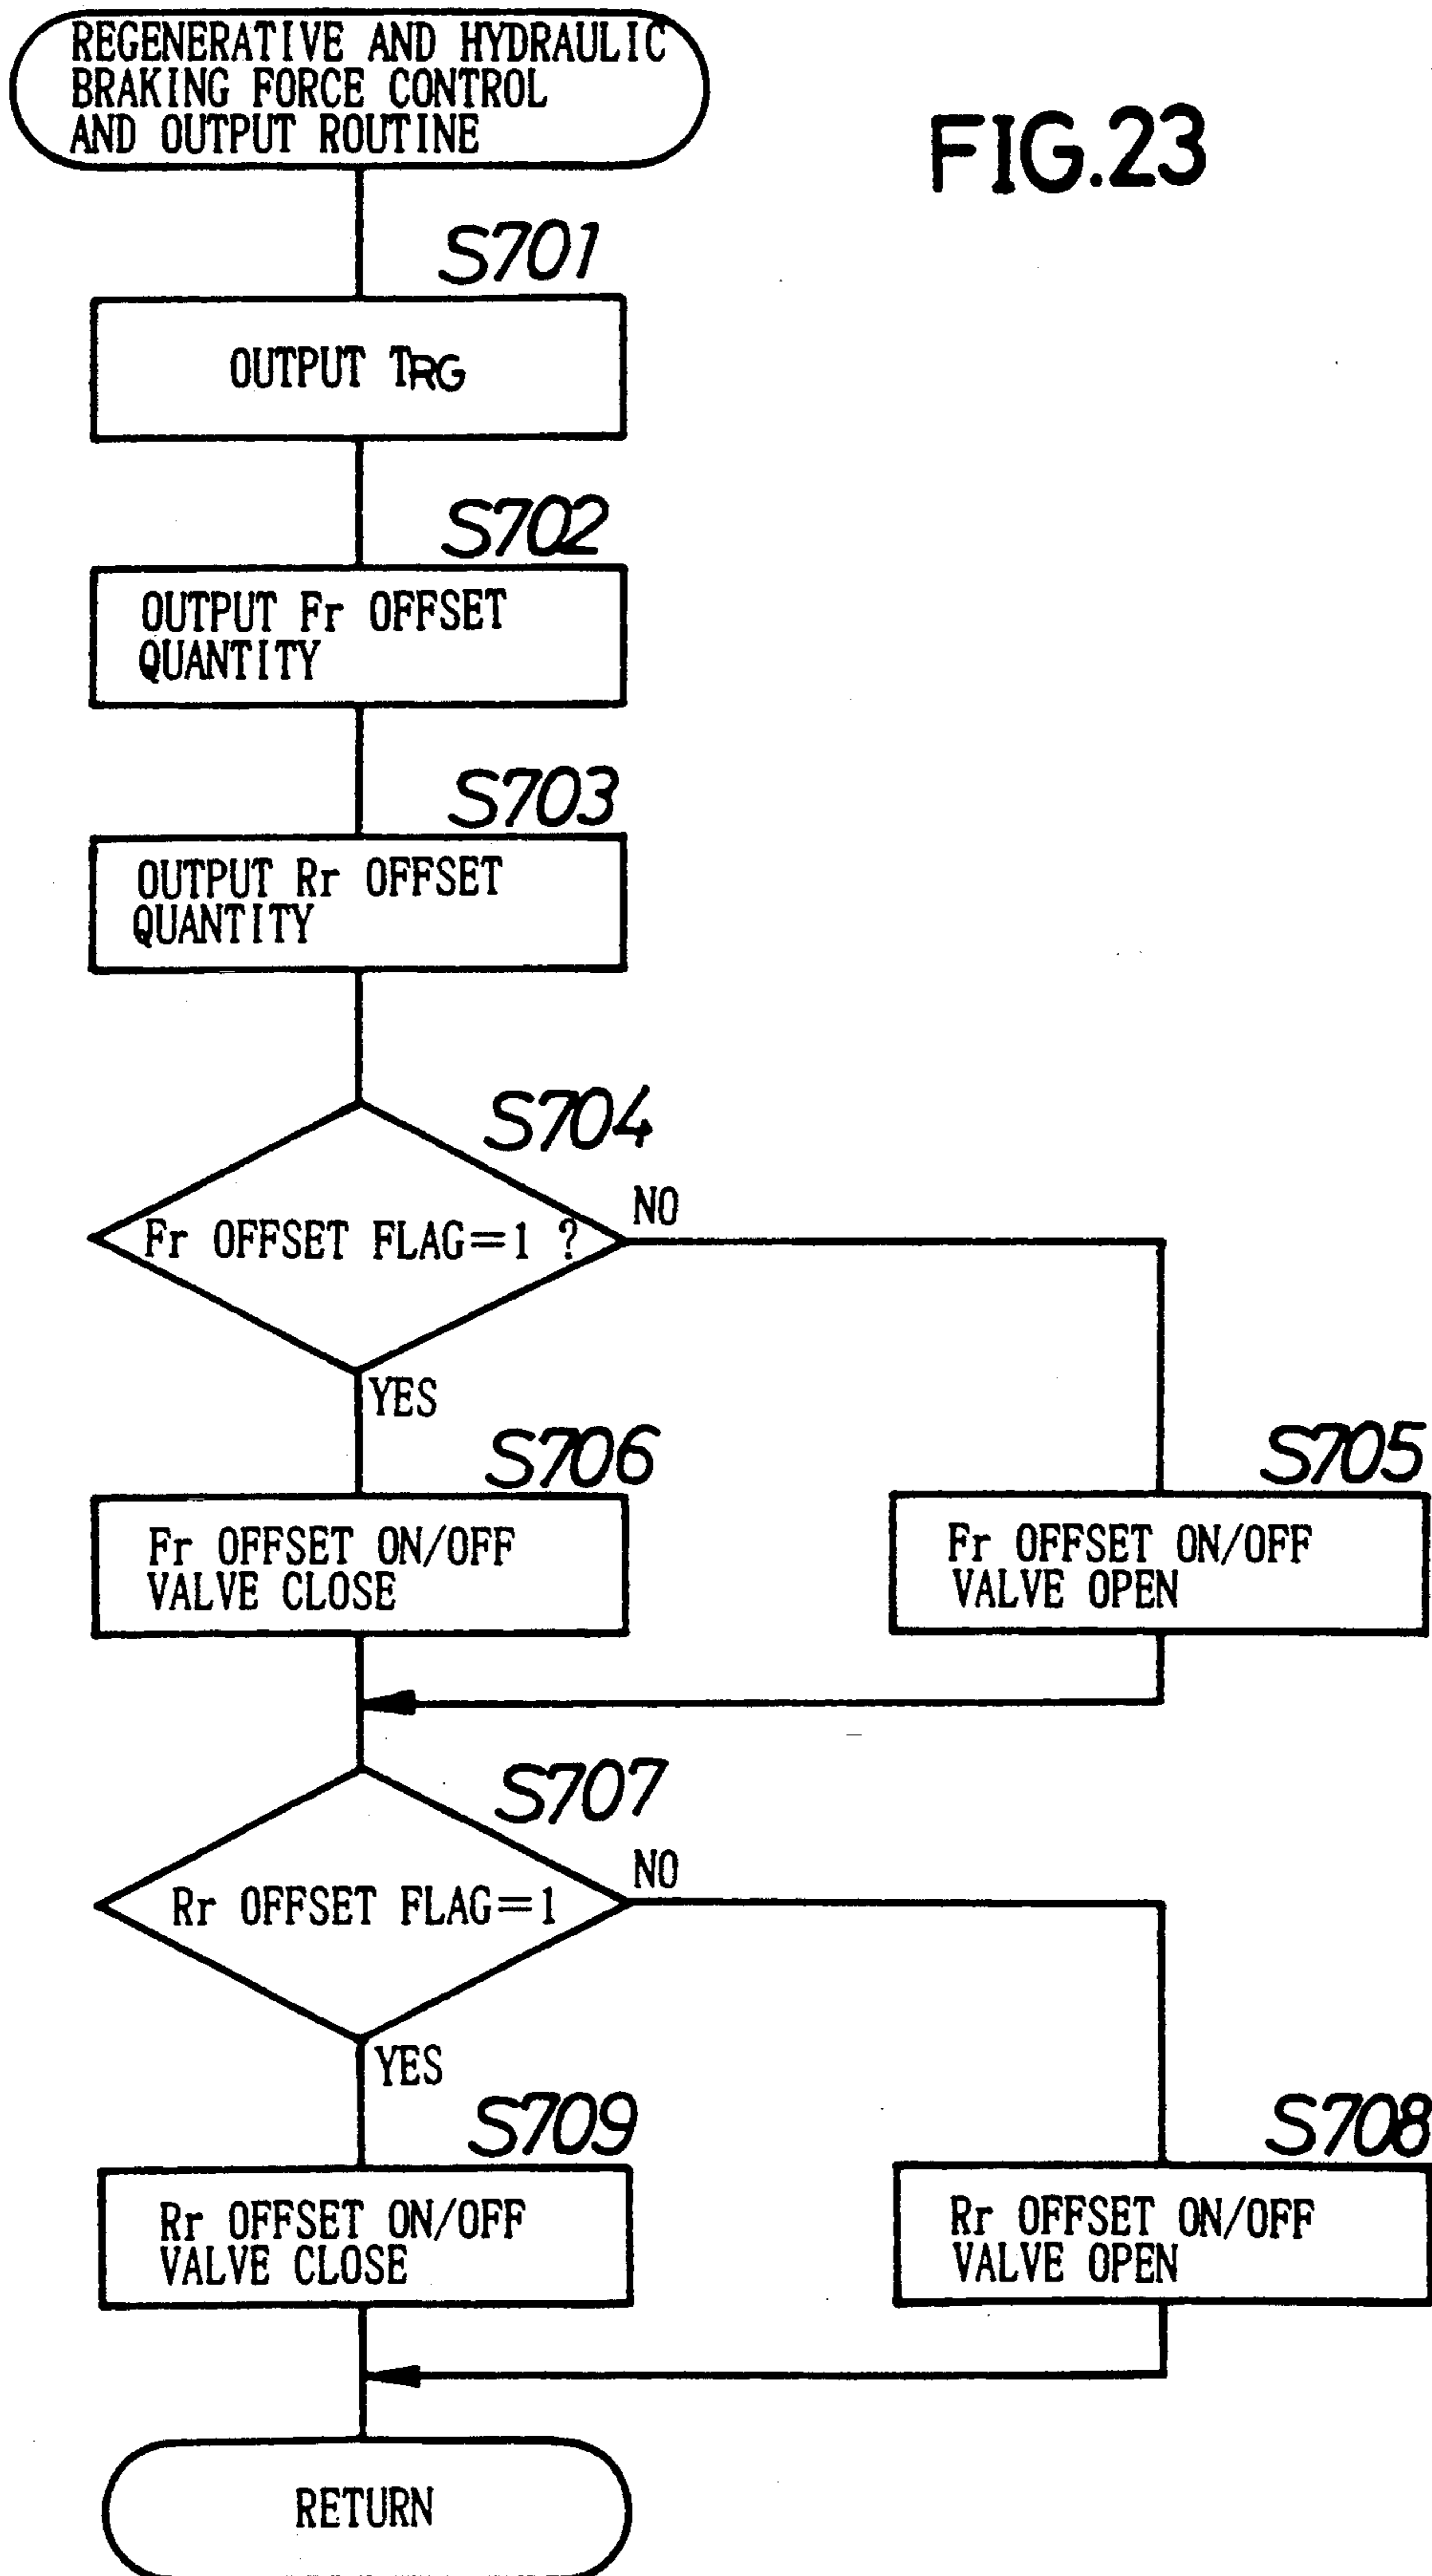 REGENERATIVE AND HYDRAULIC
BRAKING FORCE CONTROL
AND OUTPUT ROUTINE
FIG.23
S701
OUTPUT TRG
S702
OUTPUT Fr OFFSET
QUANTITY
S703
OUTPUT Rr OFFSET
QUANTITY
S704
Fr OFFSET FLAG=1 ?
NO
YES
S706
Fr OFFSET ON/OFF
VALVE CLOSE
S705
Fr OFFSET ON/OFF
VALVE OPEN
S707
Rr OFFSET FLAG=1
NO
YES
S709
Rr OFFSET ON/OFF
VALVE CLOSE
S708
Rr OFFSET ON/OFF
VALVE OPEN
RETURN